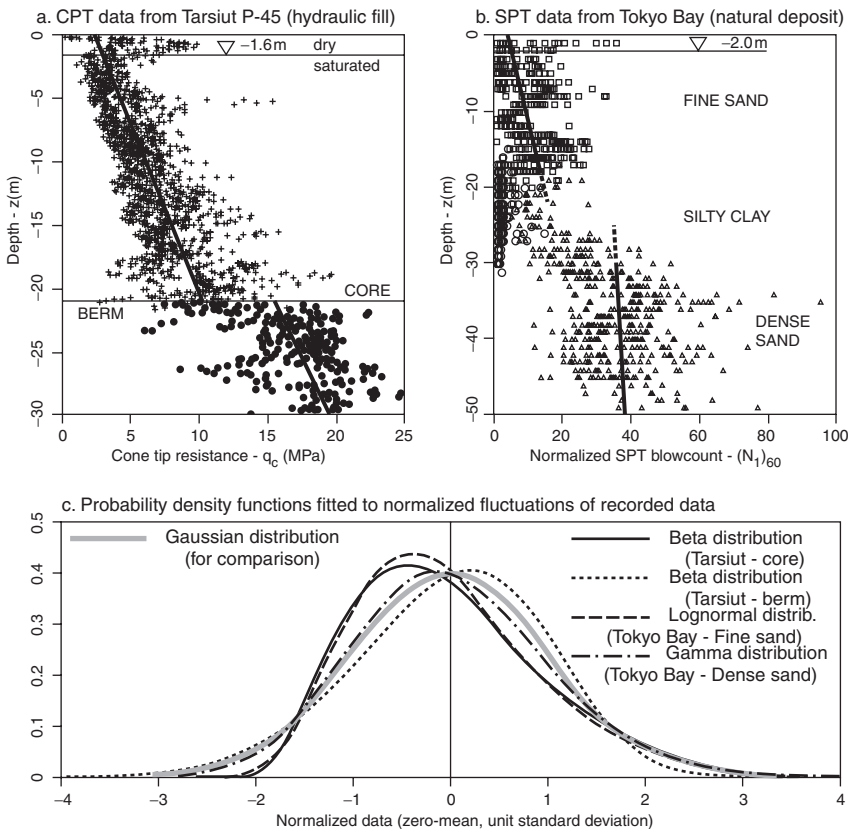 a. CPT data from Tarsiut P-45 (hydraulic fill)
0
−5
−10
−15
−20
−25
−30
Depth - z(m)
−1.6 m
dry
saturated
CORE
BERM
0 5 10 15 20 25
Cone tip resistance - qc (MPa)
b. SPT data from Tokyo Bay (natural deposit)
0
−10
−20
−30
−40
−50
Depth - z(m)
−2.0 m
FINE SAND
SILTY CLAY
DENSE
SAND
0 20 40 60 80 100
Normalized SPT blowcount - (N1)60
c. Probability density functions fitted to normalized fluctuations of recorded data
0.5
0.4
0.3
0.2
0.1
0
Gaussian distribution
(for comparison)
Beta distribution
(Tarsiut - core)
Beta distribution
(Tarsiut - berm)
Lognormal distrib.
(Tokyo Bay - Fine sand)
Gamma distribution
(Tokyo Bay - Dense sand)
−4 −3 −2 −1 0 1 2 3 4
Normalized data (zero-mean, unit standard deviation)